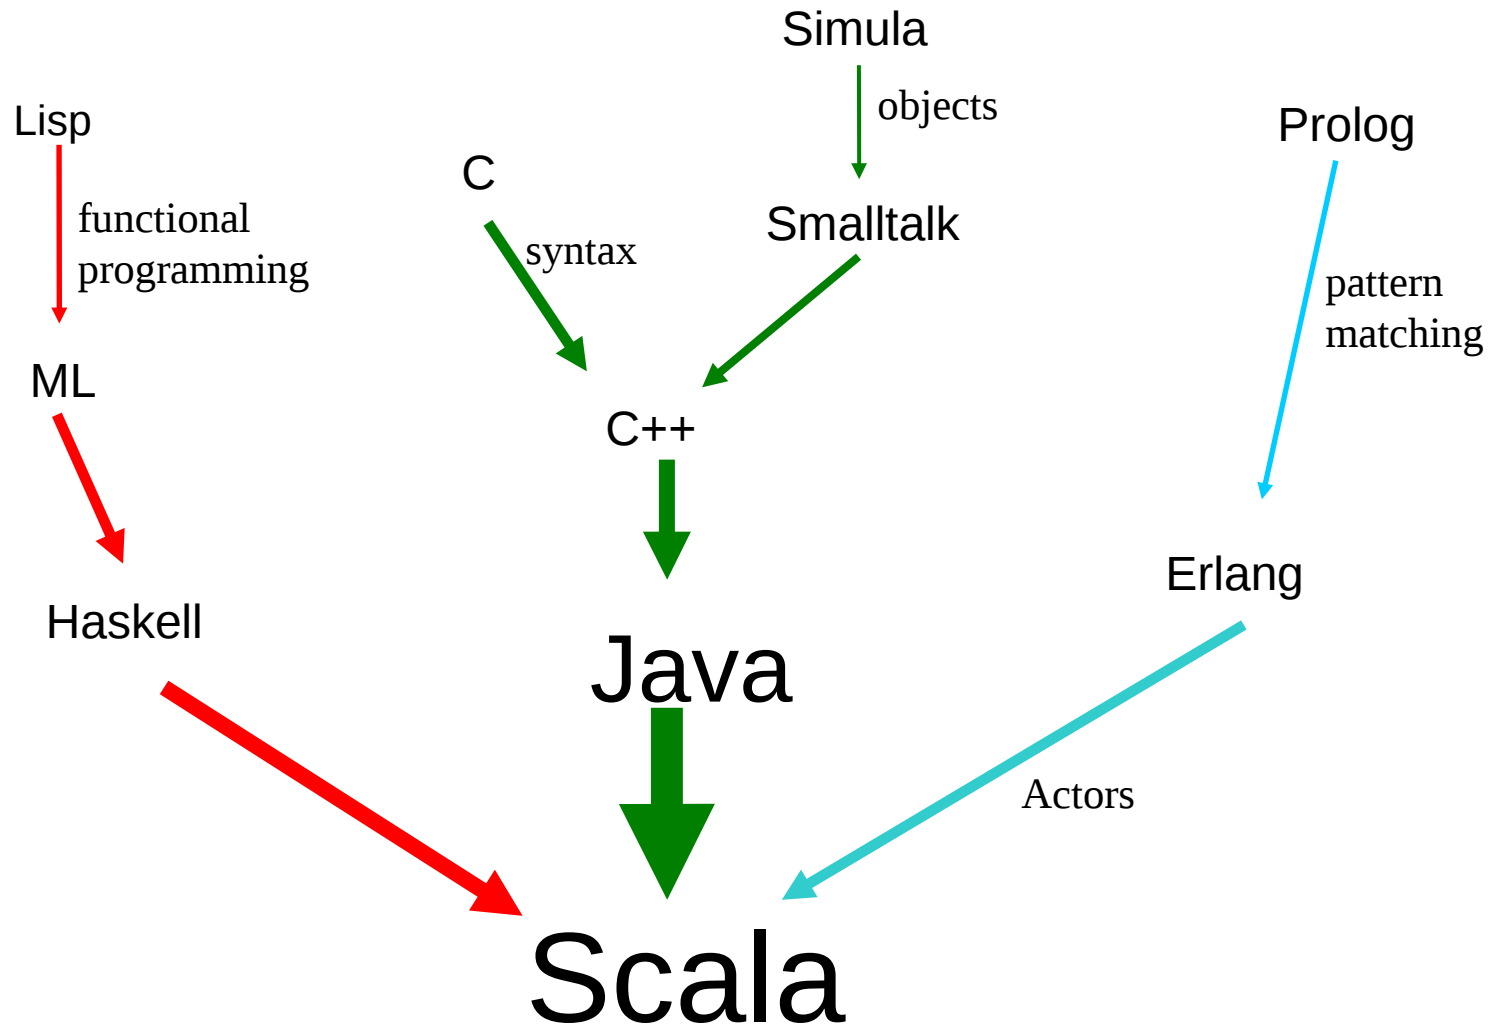 Simula
objects
Lisp
Prolog
C
Smalltalk
functional
programming
syntax
pattern
matching
ML
C++
Erlang
Haskell
Java
Actors
Scala